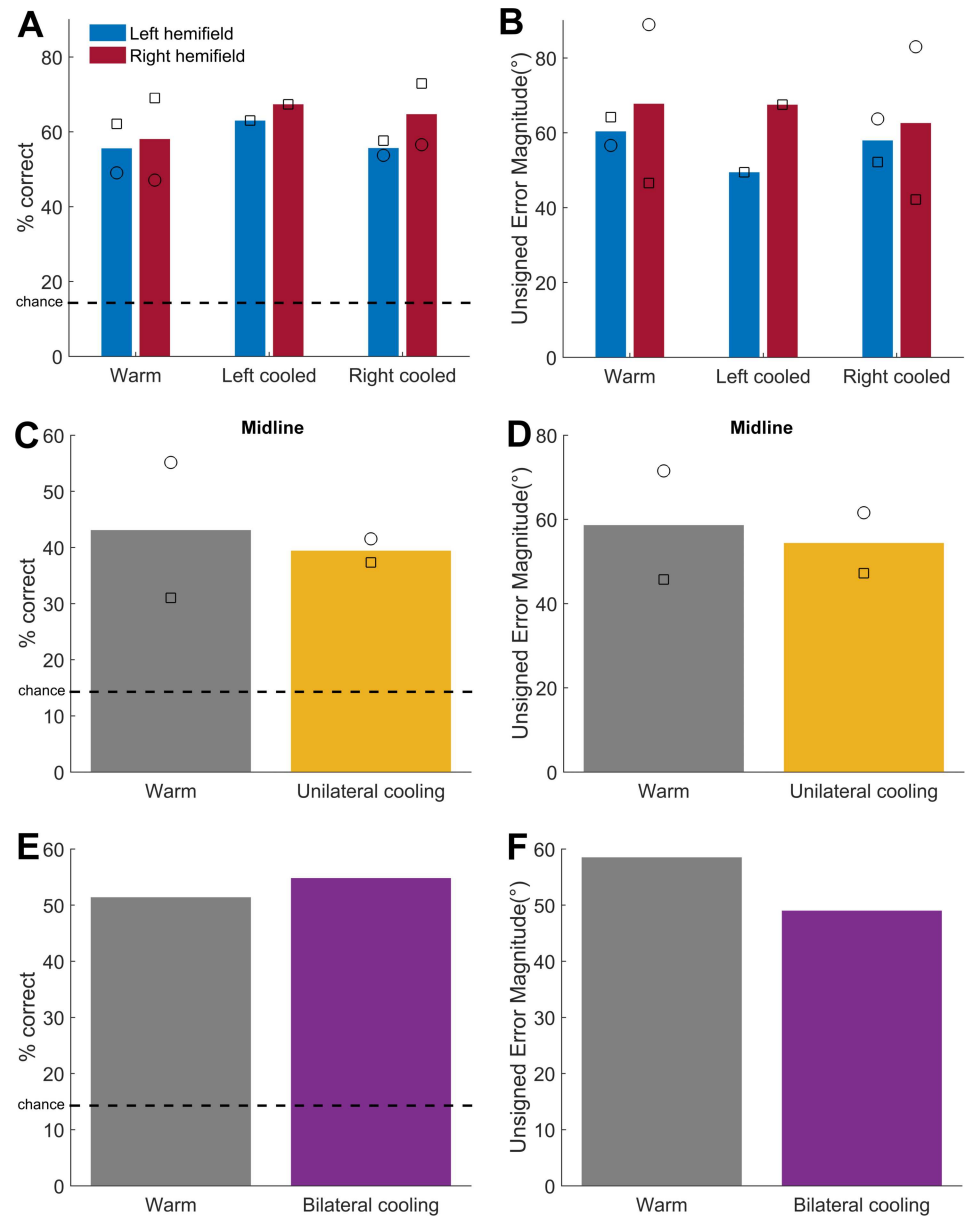 A
Left hemifield
Right hemifield
% correct
80
60
40
20
0
chance
Warm
Left cooled
Right cooled
B
Unsigned Error Magnitude(°)
80
60
40
20
0
Warm
Left cooled
Right cooled
C
Midline
% correct
60
50
40
30
20
10
0
chance
Warm
Unilateral cooling
D
Midline
Unsigned Error Magnitude(°)
80
60
40
20
0
Warm
Unilateral cooling
E
% correct
60
50
40
30
20
10
0
chance
Warm
Bilateral cooling
F
Unsigned Error Magnitude(°)
60
50
40
30
20
10
0
Warm
Bilateral cooling